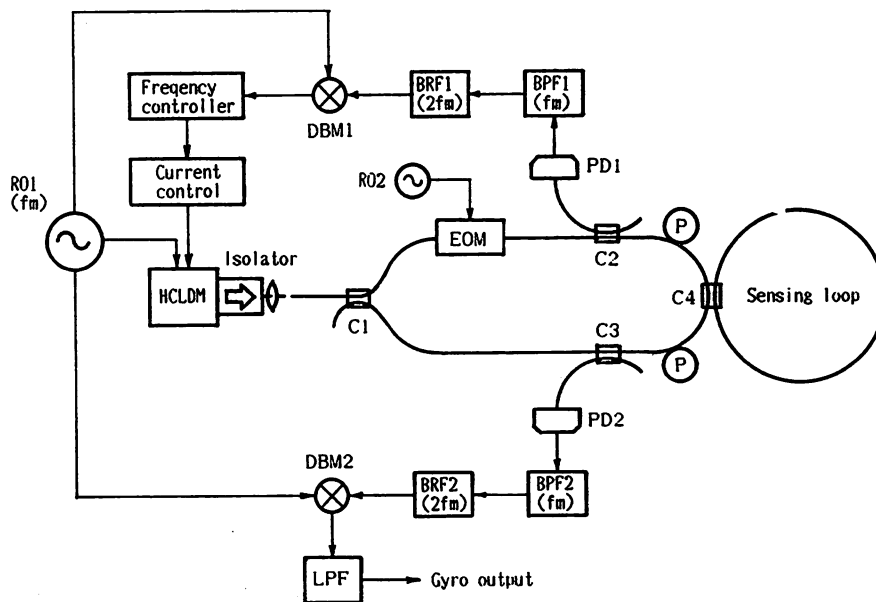 Freqency
controller
DBM1
BRF1
(2fm)
BPF1
(fm)
PD1
Current
control
RO1
(fm)
RO2
EOM
P
C2
Isolator
HCLDM
C1
C4
Sensing loop
C3
P
PD2
DBM2
BRF2
(2fm)
BPF2
(fm)
LPF
Gyro output